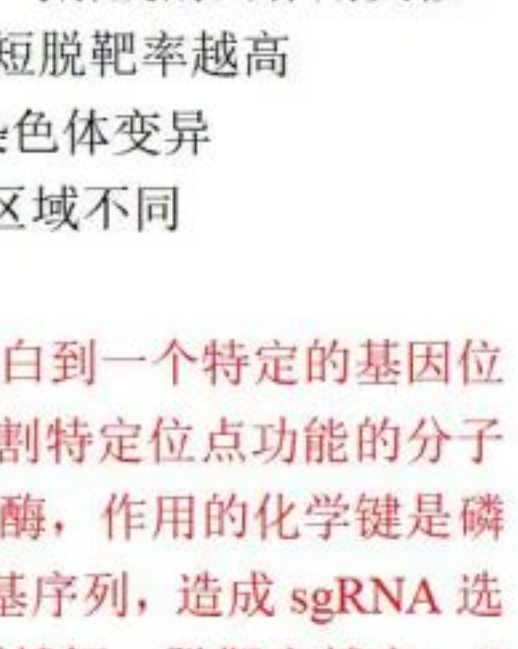 短脱靶率越高
色体变异
区域不同
白到一个特定的基因位
割特定位点功能的分子
酶，作用的化学键是磷
基序列，造成 sgRNA 选